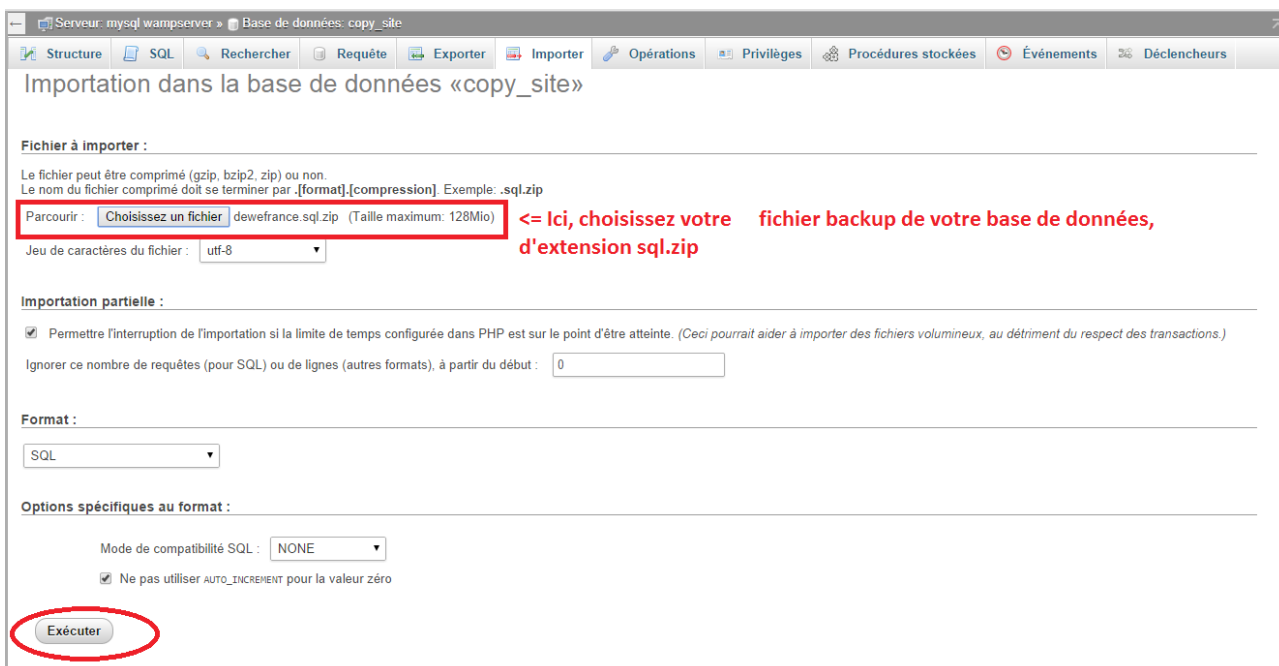 Serveur: mysql wampserver » Base de données: copy_site
Structure SQL Rechercher Requête Exporter Importer Opérations Privilèges Procédures stockées Événements Déclencheurs
Importation dans la base de données «copy_site»
Fichier à importer :
Le fichier peut être comprimé (gzip, bzip2, zip) ou non.
Le nom du fichier comprimé doit se terminer par .[format].[compression]. Exemple: .sql.zip
Parcourir : Choisissez un fichier dewefrance.sql.zip (Taille maximum: 128Mio)
<= Ici, choisissez votre fichier backup de votre base de données,
d'extension sql.zip
Jeu de caractères du fichier : utf-8
Importation partielle :
Permettre l'interruption de l'importation si la limite de temps configurée dans PHP est sur le point d'être atteinte. (Ceci pourrait aider à importer des fichiers volumineux, au détriment du respect des transactions.)
Ignorer ce nombre de requêtes (pour SQL) ou de lignes (autres formats), à partir du début : 0
Format :
SQL
Options spécifiques au format :
Mode de compatibilité SQL : NONE
Ne pas utiliser AUTO_INCREMENT pour la valeur zéro
Exécuter